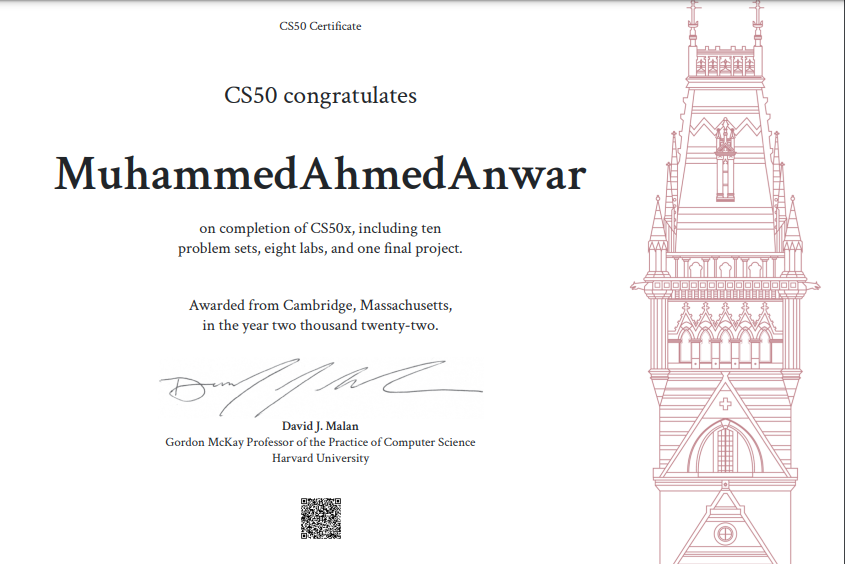 CS50 Certificate
CS50 congratulates
MuhammedAhmedAnwar
on completion of CS50x, including ten
problem sets, eight labs, and one final project.
Awarded from Cambridge, Massachusetts,
in the year two thousand twenty-two.
David J. Malan
Gordon McKay Professor of the Practice of Computer Science
Harvard University